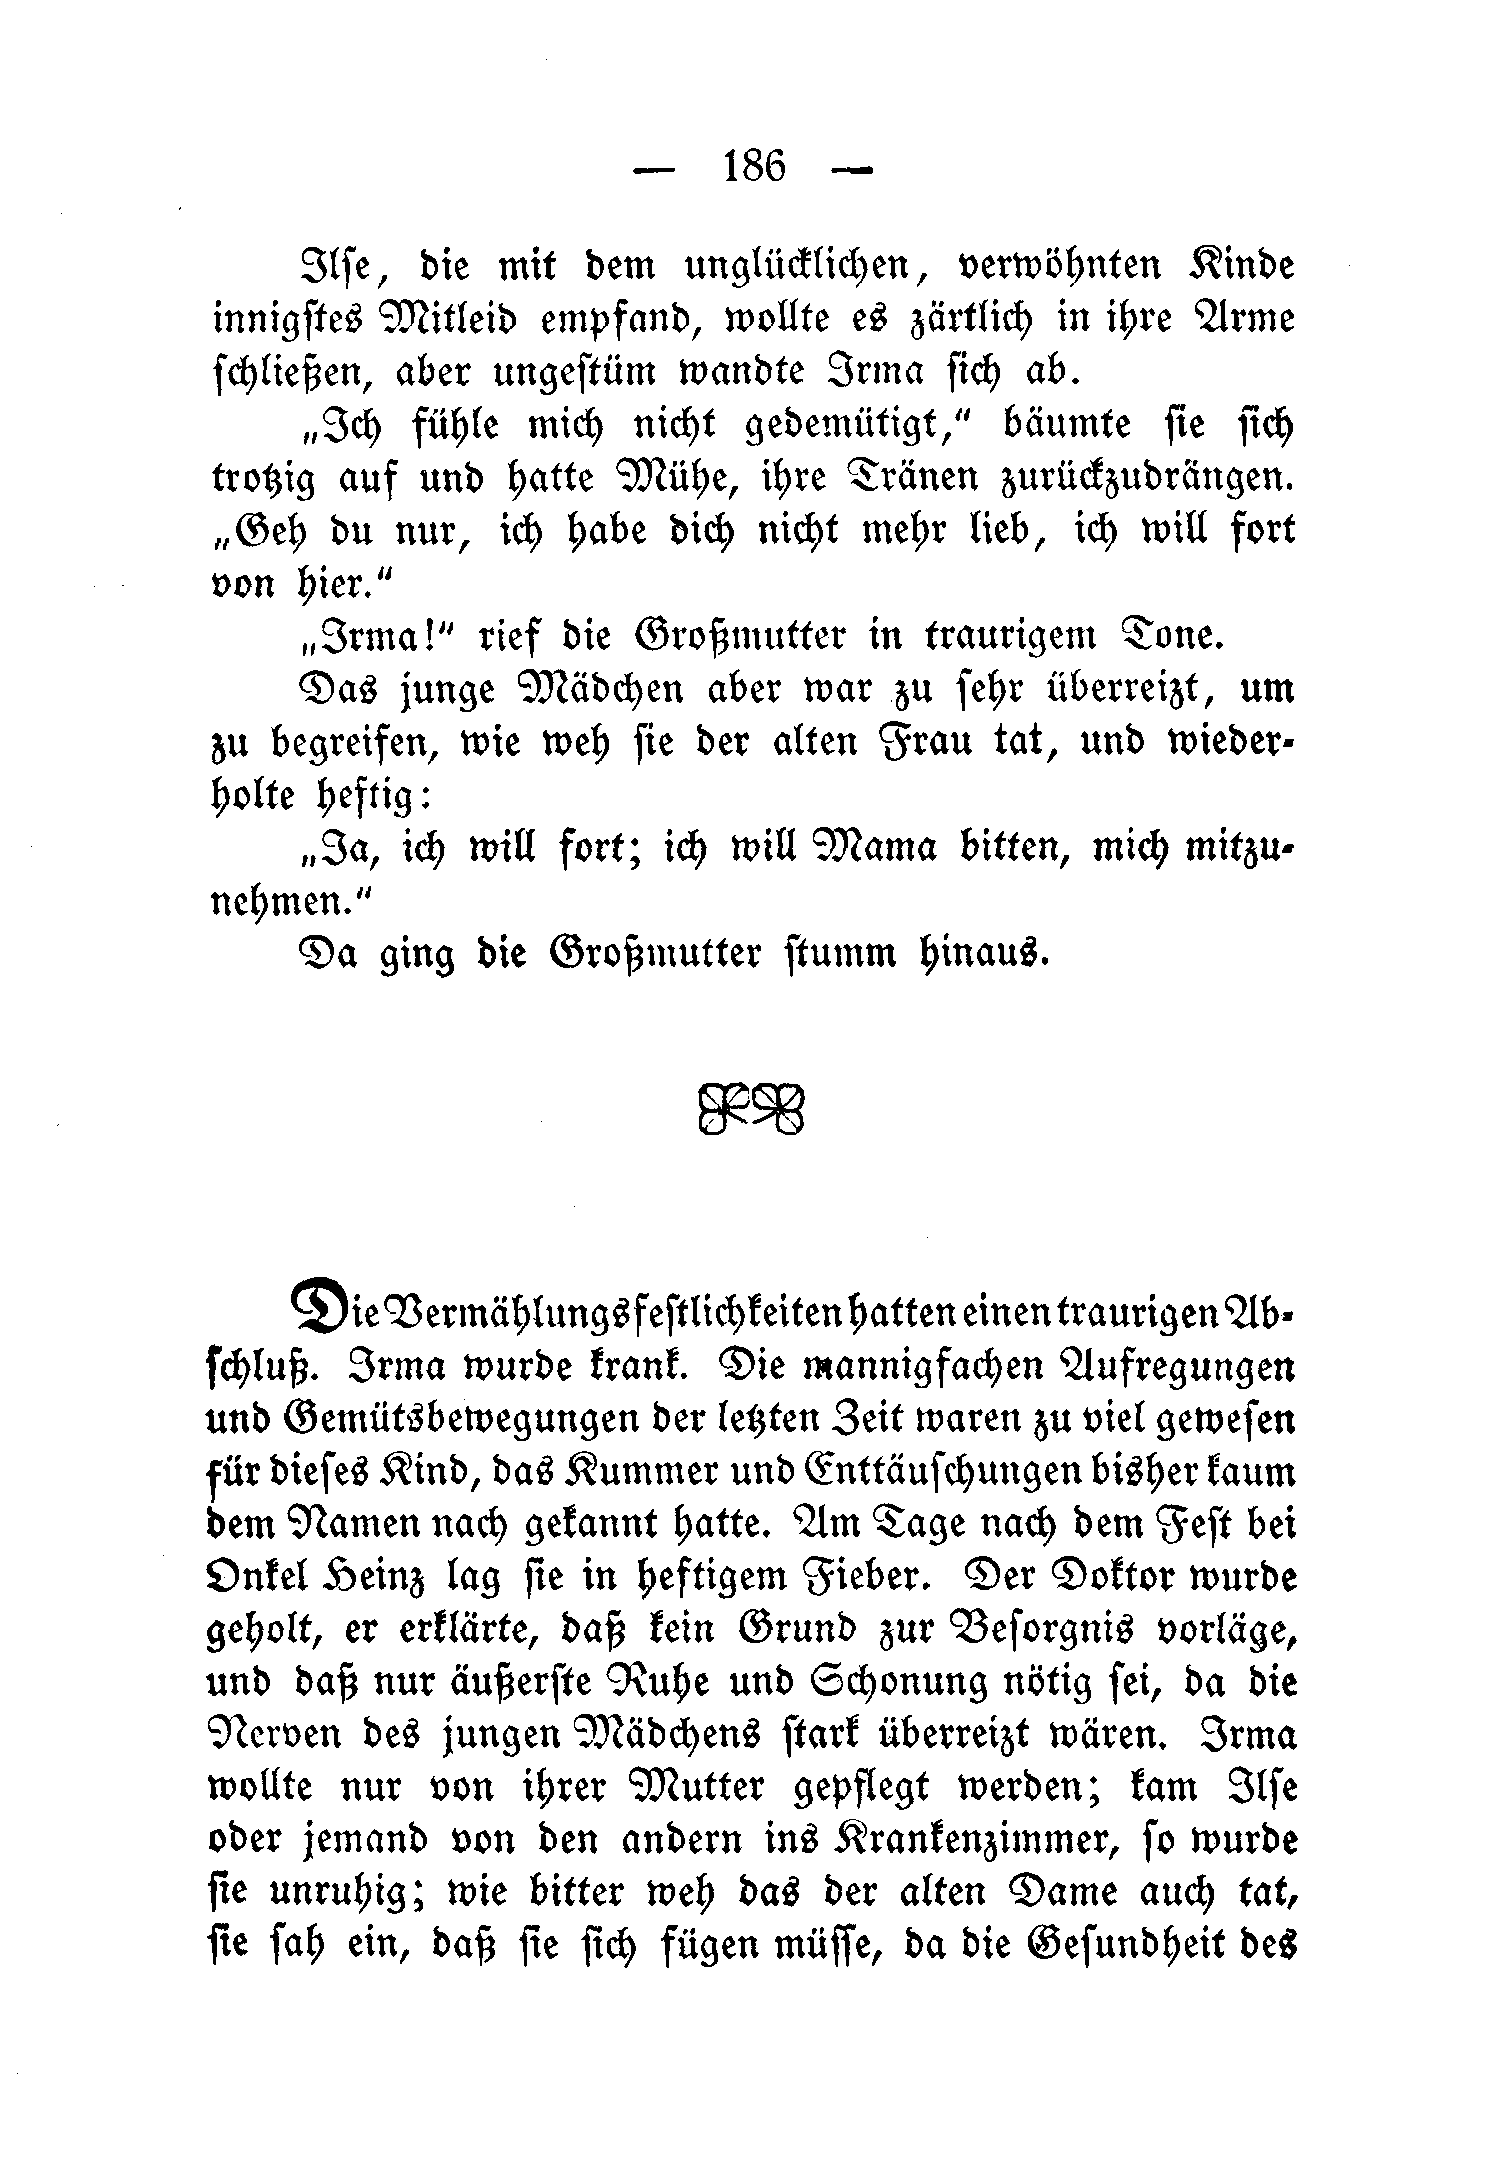 — 186 —
Ilse, die mit dem unglücklichen, verwöhnten Kinde
innigstes Mitleid empfand, wollte es zärtlich in ihre Arme
schließen, aber ungestüm wandte Irma sich ab.
„Ich fühle mich nicht gedemütigt,“ bäumte sie sich
trotzig auf und hatte Mühe, ihre Tränen zurückzudrängen.
„Geh du nur, ich habe dich nicht mehr lieb, ich will fort
von hier.“
„Irma!“ rief die Großmutter in traurigem Tone.
Das junge Mädchen aber war zu sehr überreizt, um
zu begreifen, wie weh sie der alten Frau tat, und wieder-
holte heftig:
„Ja, ich will fort; ich will Mama bitten, mich mitzu-
nehmen.“
Da ging die Großmutter stumm hinaus.
Die Vermählungsfestlichkeiten hatten einen traurigen Ab-
schluß. Irma wurde krank. Die mannigfachen Aufregungen
und Gemütsbewegungen der letzten Zeit waren zu viel gewesen
für dieses Kind, das Kummer und Enttäuschungen bisher kaum
dem Namen nach gekannt hatte. Am Tage nach dem Fest bei
Onkel Heinz lag sie in heftigem Fieber. Der Doktor wurde
geholt, er erklärte, daß kein Grund zur Besorgnis vorläge,
und daß nur äußerste Ruhe und Schonung nötig sei, da die
Nerven des jungen Mädchens stark überreizt wären. Irma
wollte nur von ihrer Mutter gepflegt werden; kam Ilse
oder jemand von den andern ins Krankenzimmer, so wurde
sie unruhig; wie bitter weh das der alten Dame auch tat,
sie sah ein, daß sie sich fügen müsse, da die Gesundheit des